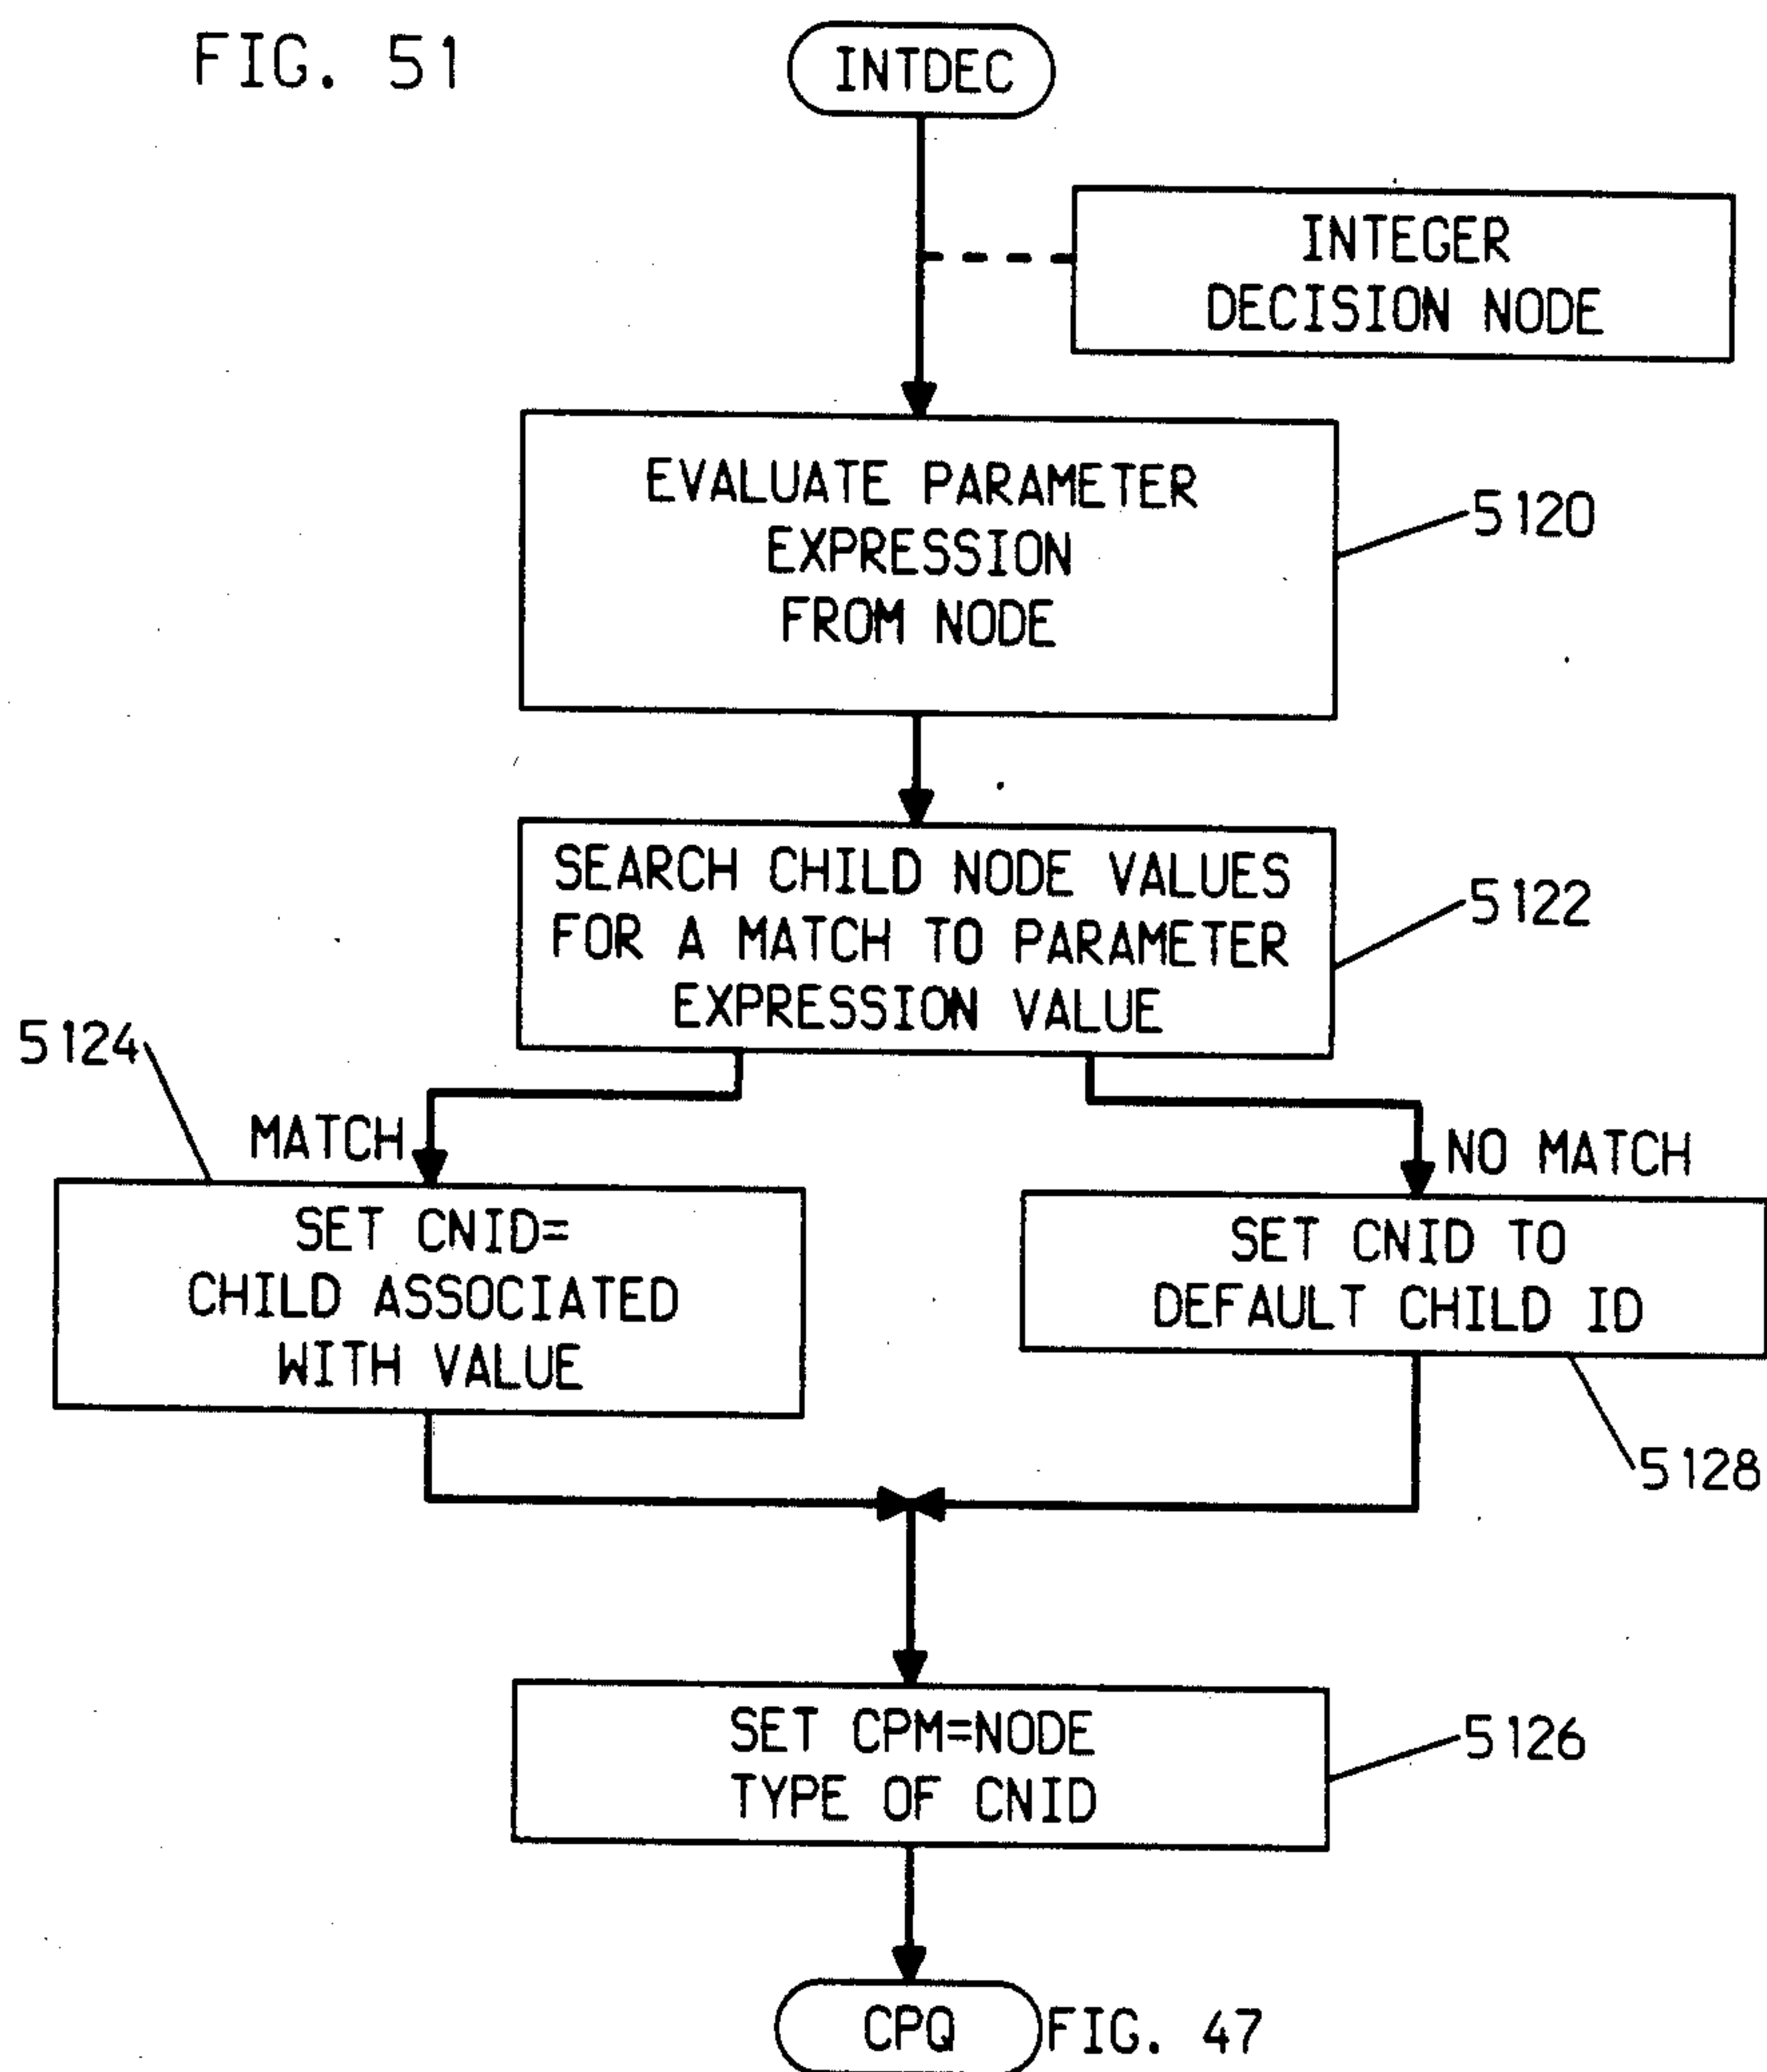 FIG. 51
INTDEC
INTEGER
DECISION NODE
EVALUATE PARAMETER
EXPRESSION
FROM NODE
5120
SEARCH CHILD NODE VALUES
FOR A MATCH TO PARAMETER
EXPRESSION VALUE
5122
5124
MATCH
NO MATCH
SET CNID=
CHILD ASSOCIATED
WITH VALUE
SET CNID TO
DEFAULT CHILD ID
5128
SET CPM=NODE
TYPE OF CNID
5126
CPQ
FIG. 47